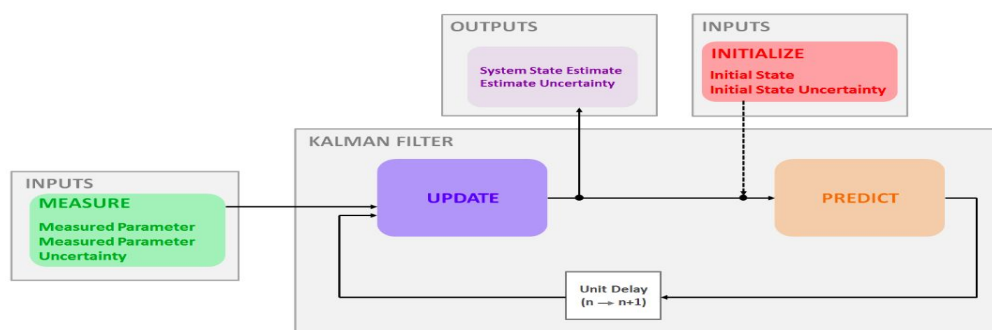 OUTPUTS
System State Estimate
Estimate Uncertainty
INPUTS
INITIALIZE
Initial State
Initial State Uncertainty
KALMAN FILTER
INPUTS
MEASURE
Measured Parameter
Measured Parameter
Uncertainty
UPDATE
PREDICT
Unit Delay
(n → n+1)